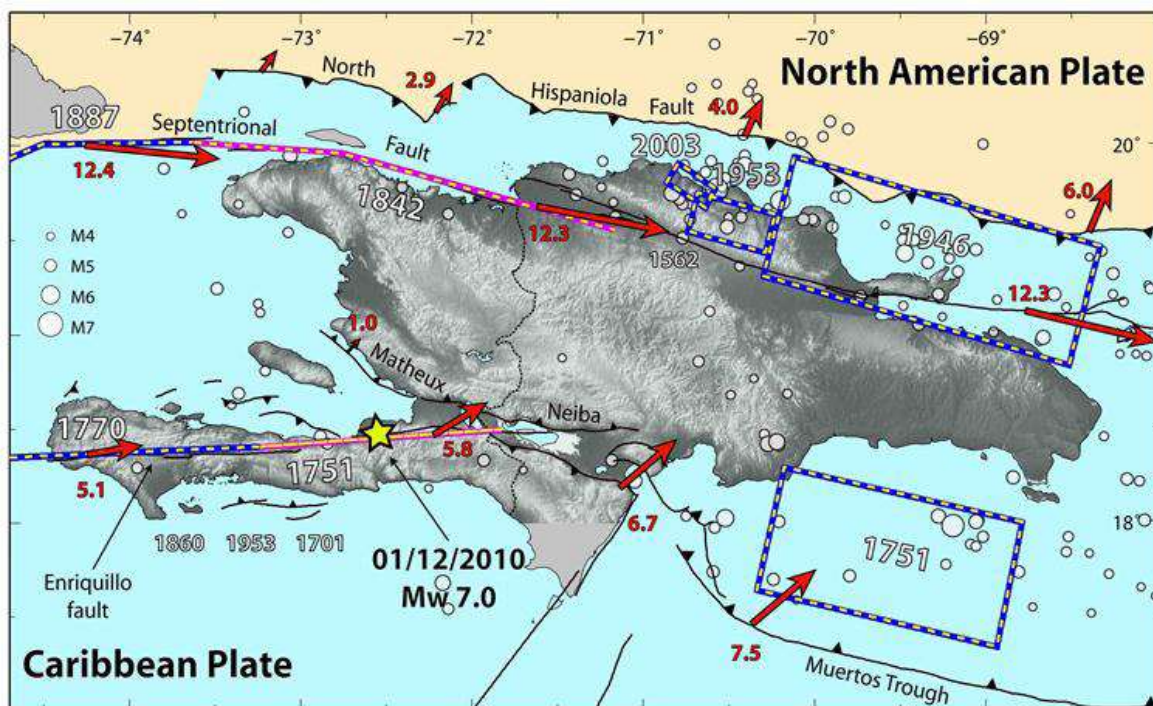 −74° −73° −72° −71° −70° −69°
North
2.9
Hispaniola
Fault
4.0
North American Plate
1887
Septentrional
Fault
20°
12.4
2003
1953
6.0
1842
12.3
1562
1946
12.3
M4
M5
M6
M7
1.0
Matheux
Neiba
1770
5.1
1751
5.8
6.7
18°
1860 1953 1701
01/12/2010
Mw 7.0
1751
Enriquillo
fault
7.5
Caribbean Plate
Muertos Trough